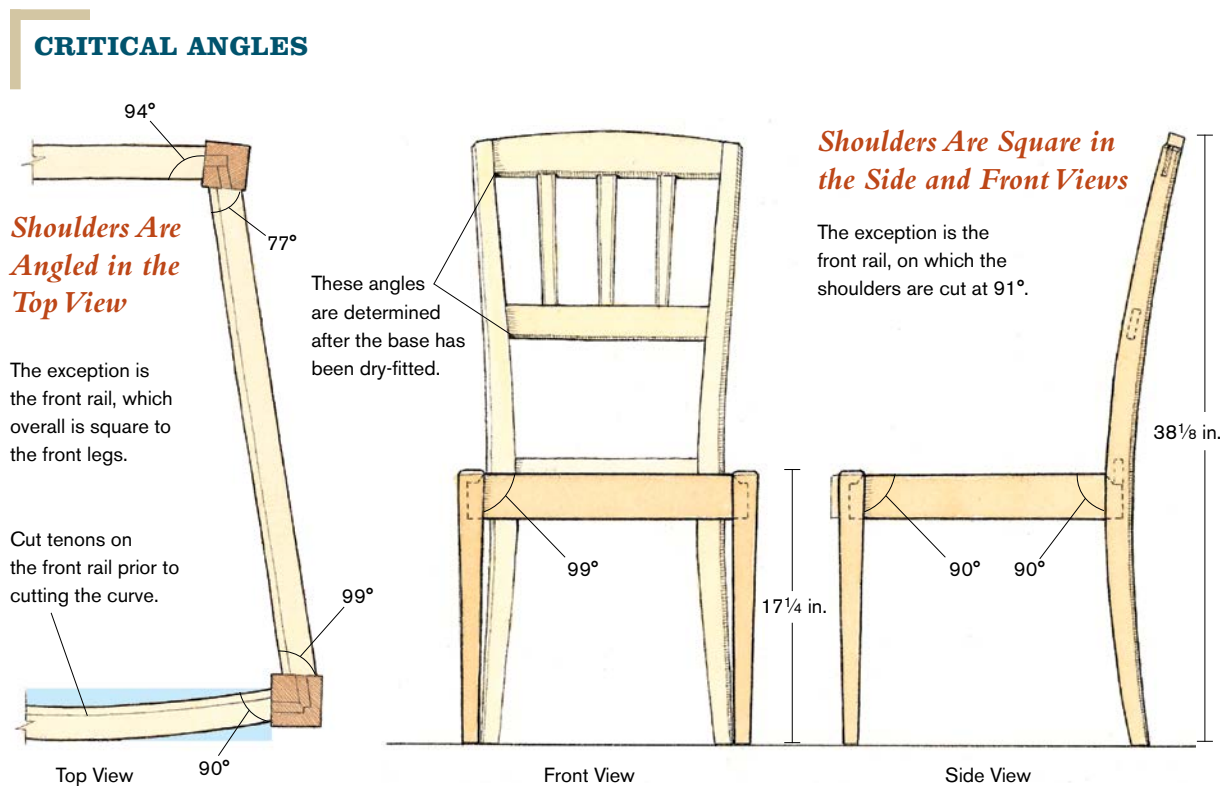 CRITICAL ANGLES
94°
77°
Shoulders Are
Angled in the
Top View
The exception is
the front rail, which
overall is square to
the front legs.
Cut tenons on
the front rail prior to
cutting the curve.
99°
90°
Top View
These angles
are determined
after the base has
been dry-fitted.
99°
17¼ in.
Front View
Shoulders Are Square in
the Side and Front Views
The exception is the
front rail, on which the
shoulders are cut at 91°.
90°
90°
38⅛ in.
Side View